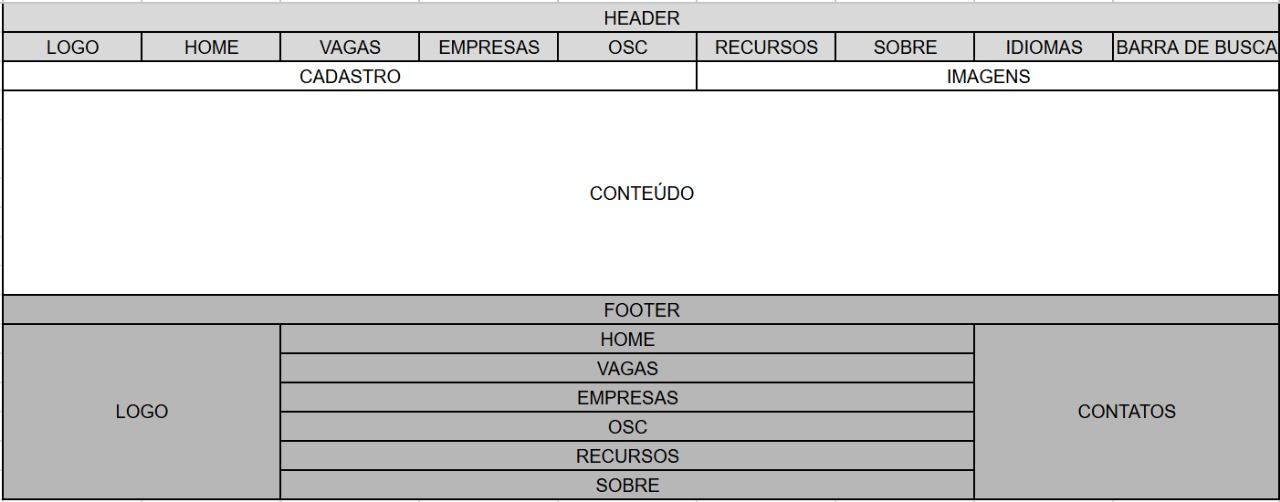 HEADER
LOGO HOME VAGAS EMPRESAS OSC RECURSOS SOBRE IDIOMAS BARRA DE BUSCA
CADASTRO IMAGENS
CONTEÚDO
FOOTER
LOGO
HOME
VAGAS
EMPRESAS
OSC
RECURSOS
SOBRE
CONTATOS